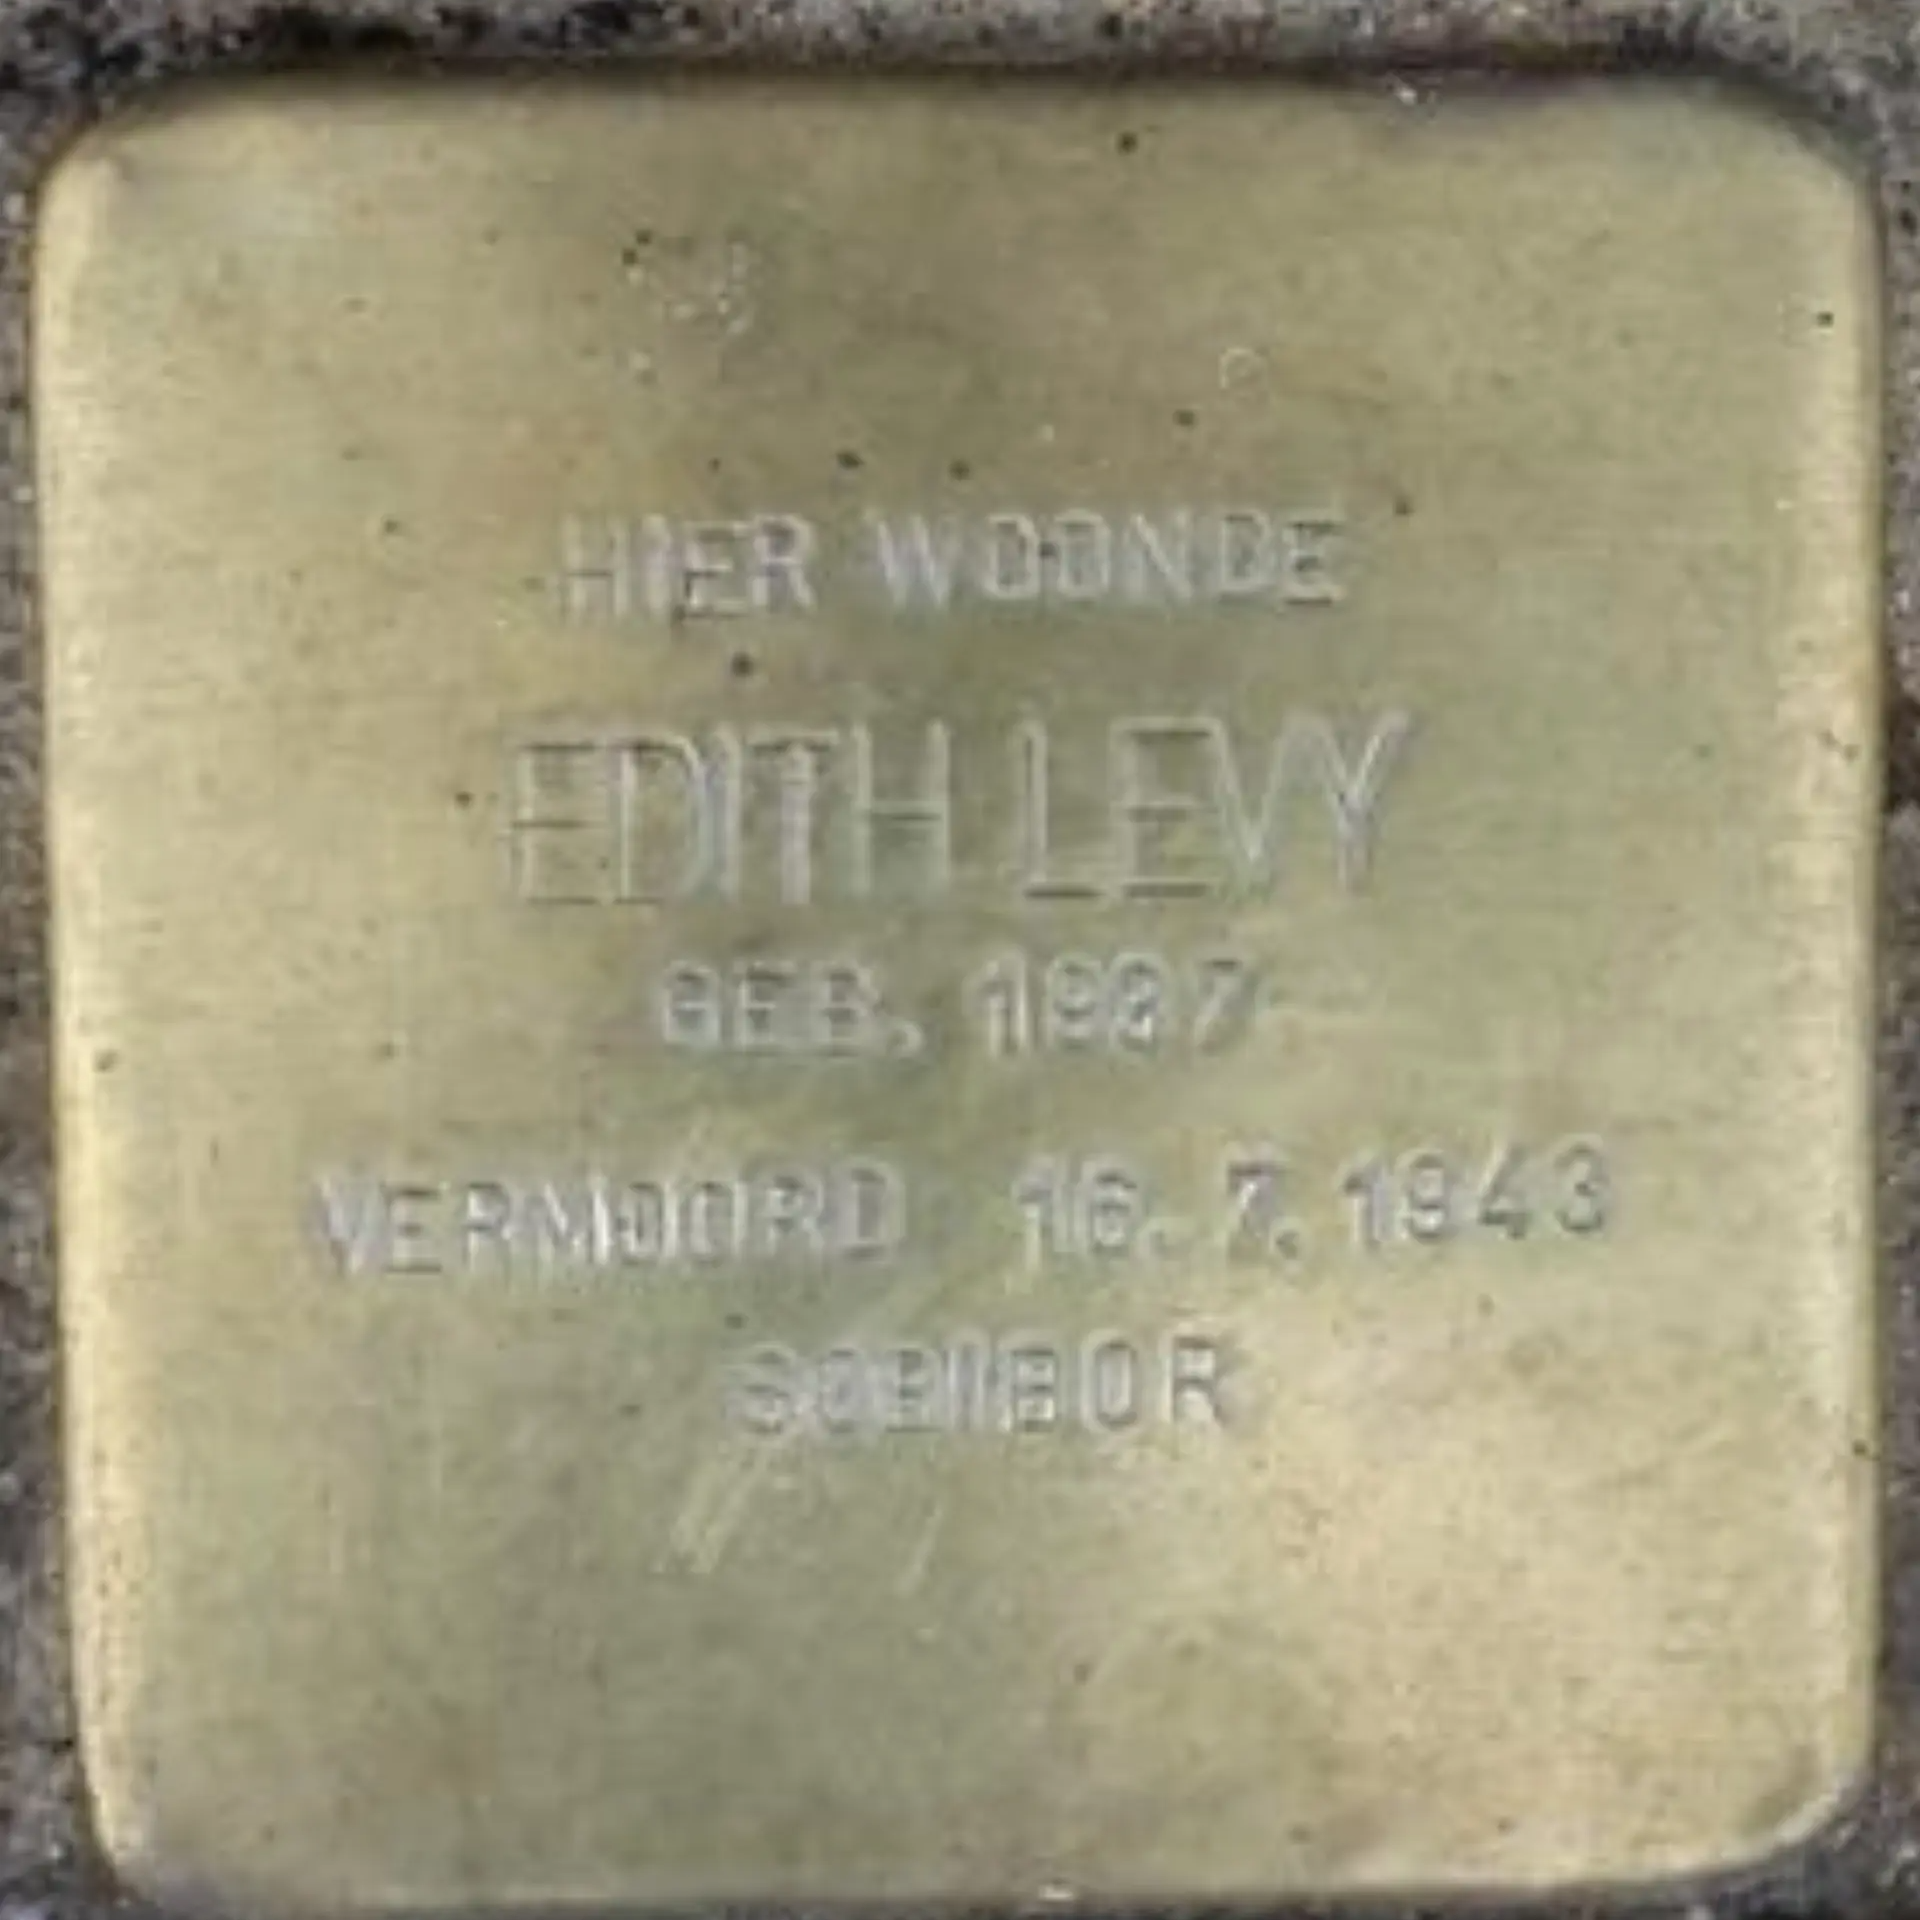 HIER WOONDE
EDITH LEVY
GEB. 1937
VERMOORD 16.7.1943
SOBIBOR